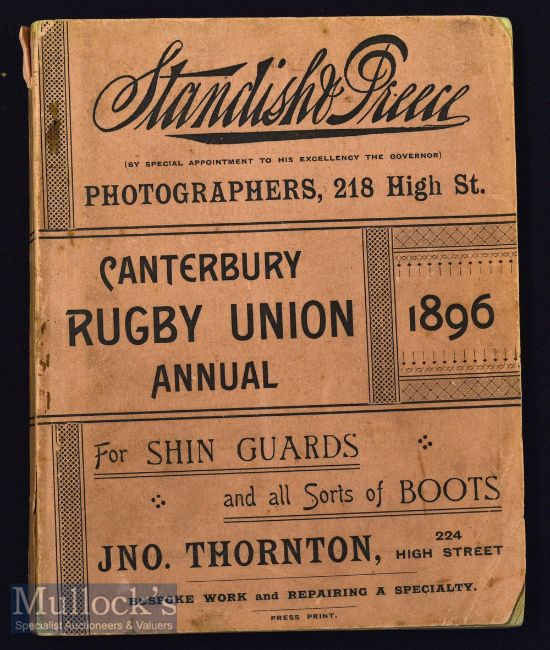 Standish & Preece
(BY SPECIAL APPOINTMENT TO HIS EXCELLENCY THE GOVERNOR)
PHOTOGRAPHERS, 218 High St.
CANTERBURY
RUGBY UNION
ANNUAL
1896
For SHIN GUARDS
and all Sorts of BOOTS
JNO. THORNTON,
224
HIGH STREET
BESPOKE WORK and REPAIRING A SPECIALTY.
PRESS PRINT.
MULLOCK'S
Specialist Auctioneers & Valuers